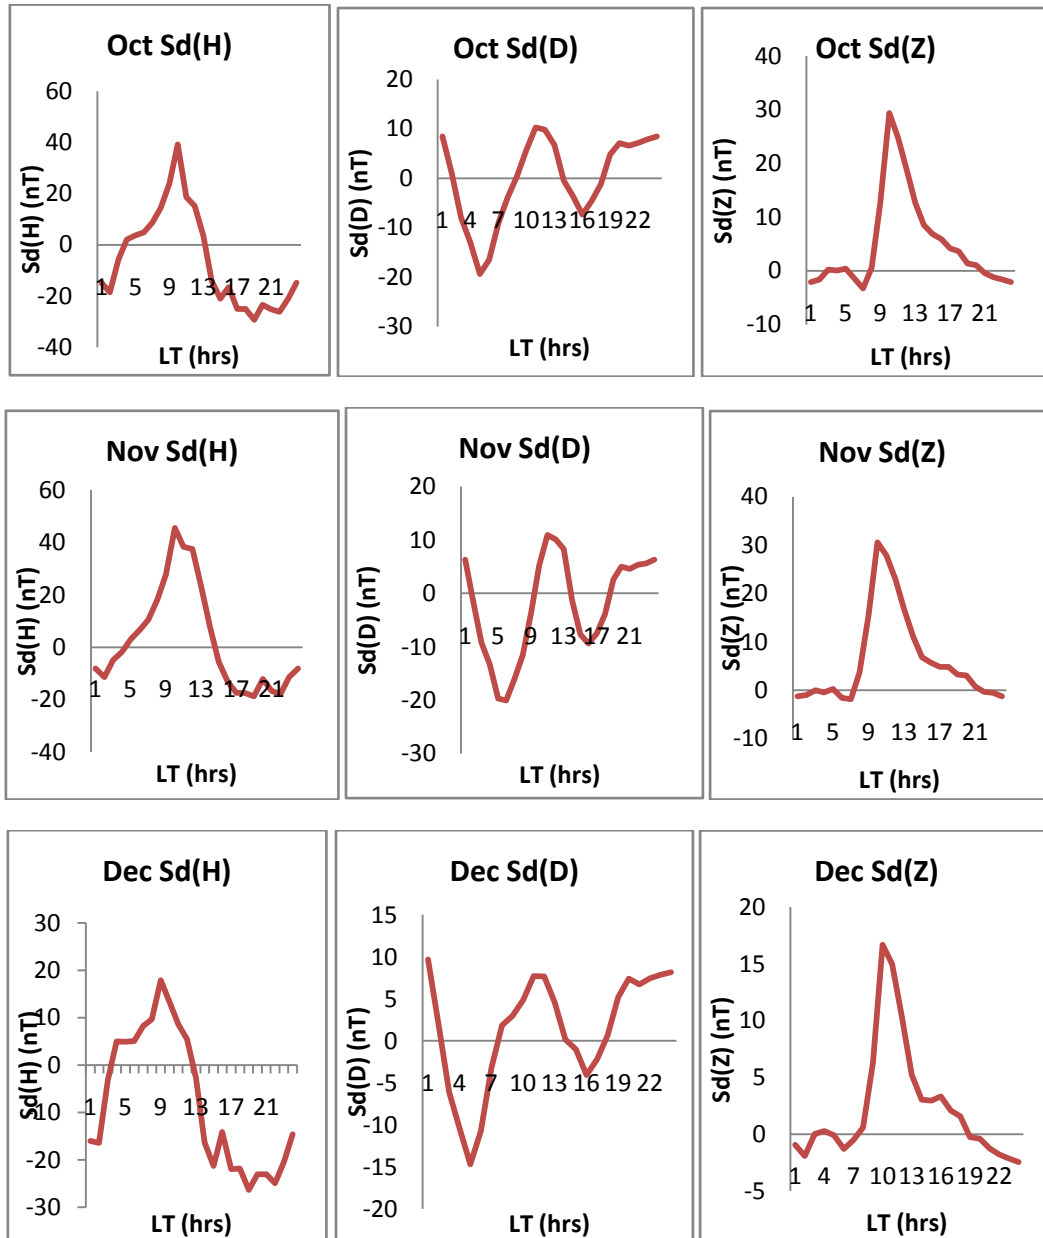 Oct Sd(H)
60
40
20
0
-20
-40
Sd(H) (nT)
1 5 9 13 17 21
LT (hrs)
Oct Sd(D)
20
10
0
-10
-20
-30
Sd(D) (nT)
1 4 7 10 13 16 19 22
LT (hrs)
Oct Sd(Z)
40
30
20
10
0
-10
Sd(Z) (nT)
1 5 9 13 17 21
LT (hrs)
Nov Sd(H)
60
40
20
0
-20
-40
Sd(H) (nT)
1 5 9 13 17 21
LT (hrs)
Nov Sd(D)
20
10
0
-10
-20
-30
Sd(D) (nT)
1 5 9 13 17 21
LT (hrs)
Nov Sd(Z)
40
30
20
10
0
-10
Sd(Z) (nT)
1 5 9 13 17 21
LT (hrs)
Dec Sd(H)
30
20
10
0
-10
-20
-30
Sd(H) (nT)
1 5 9 13 17 21
LT (hrs)
Dec Sd(D)
15
10
5
0
-5
-10
-15
-20
Sd(D) (nT)
1 4 7 10 13 16 19 22
LT (hrs)
Dec Sd(Z)
20
15
10
5
0
-5
Sd(Z) (nT)
1 4 7 10 13 16 19 22
LT (hrs)